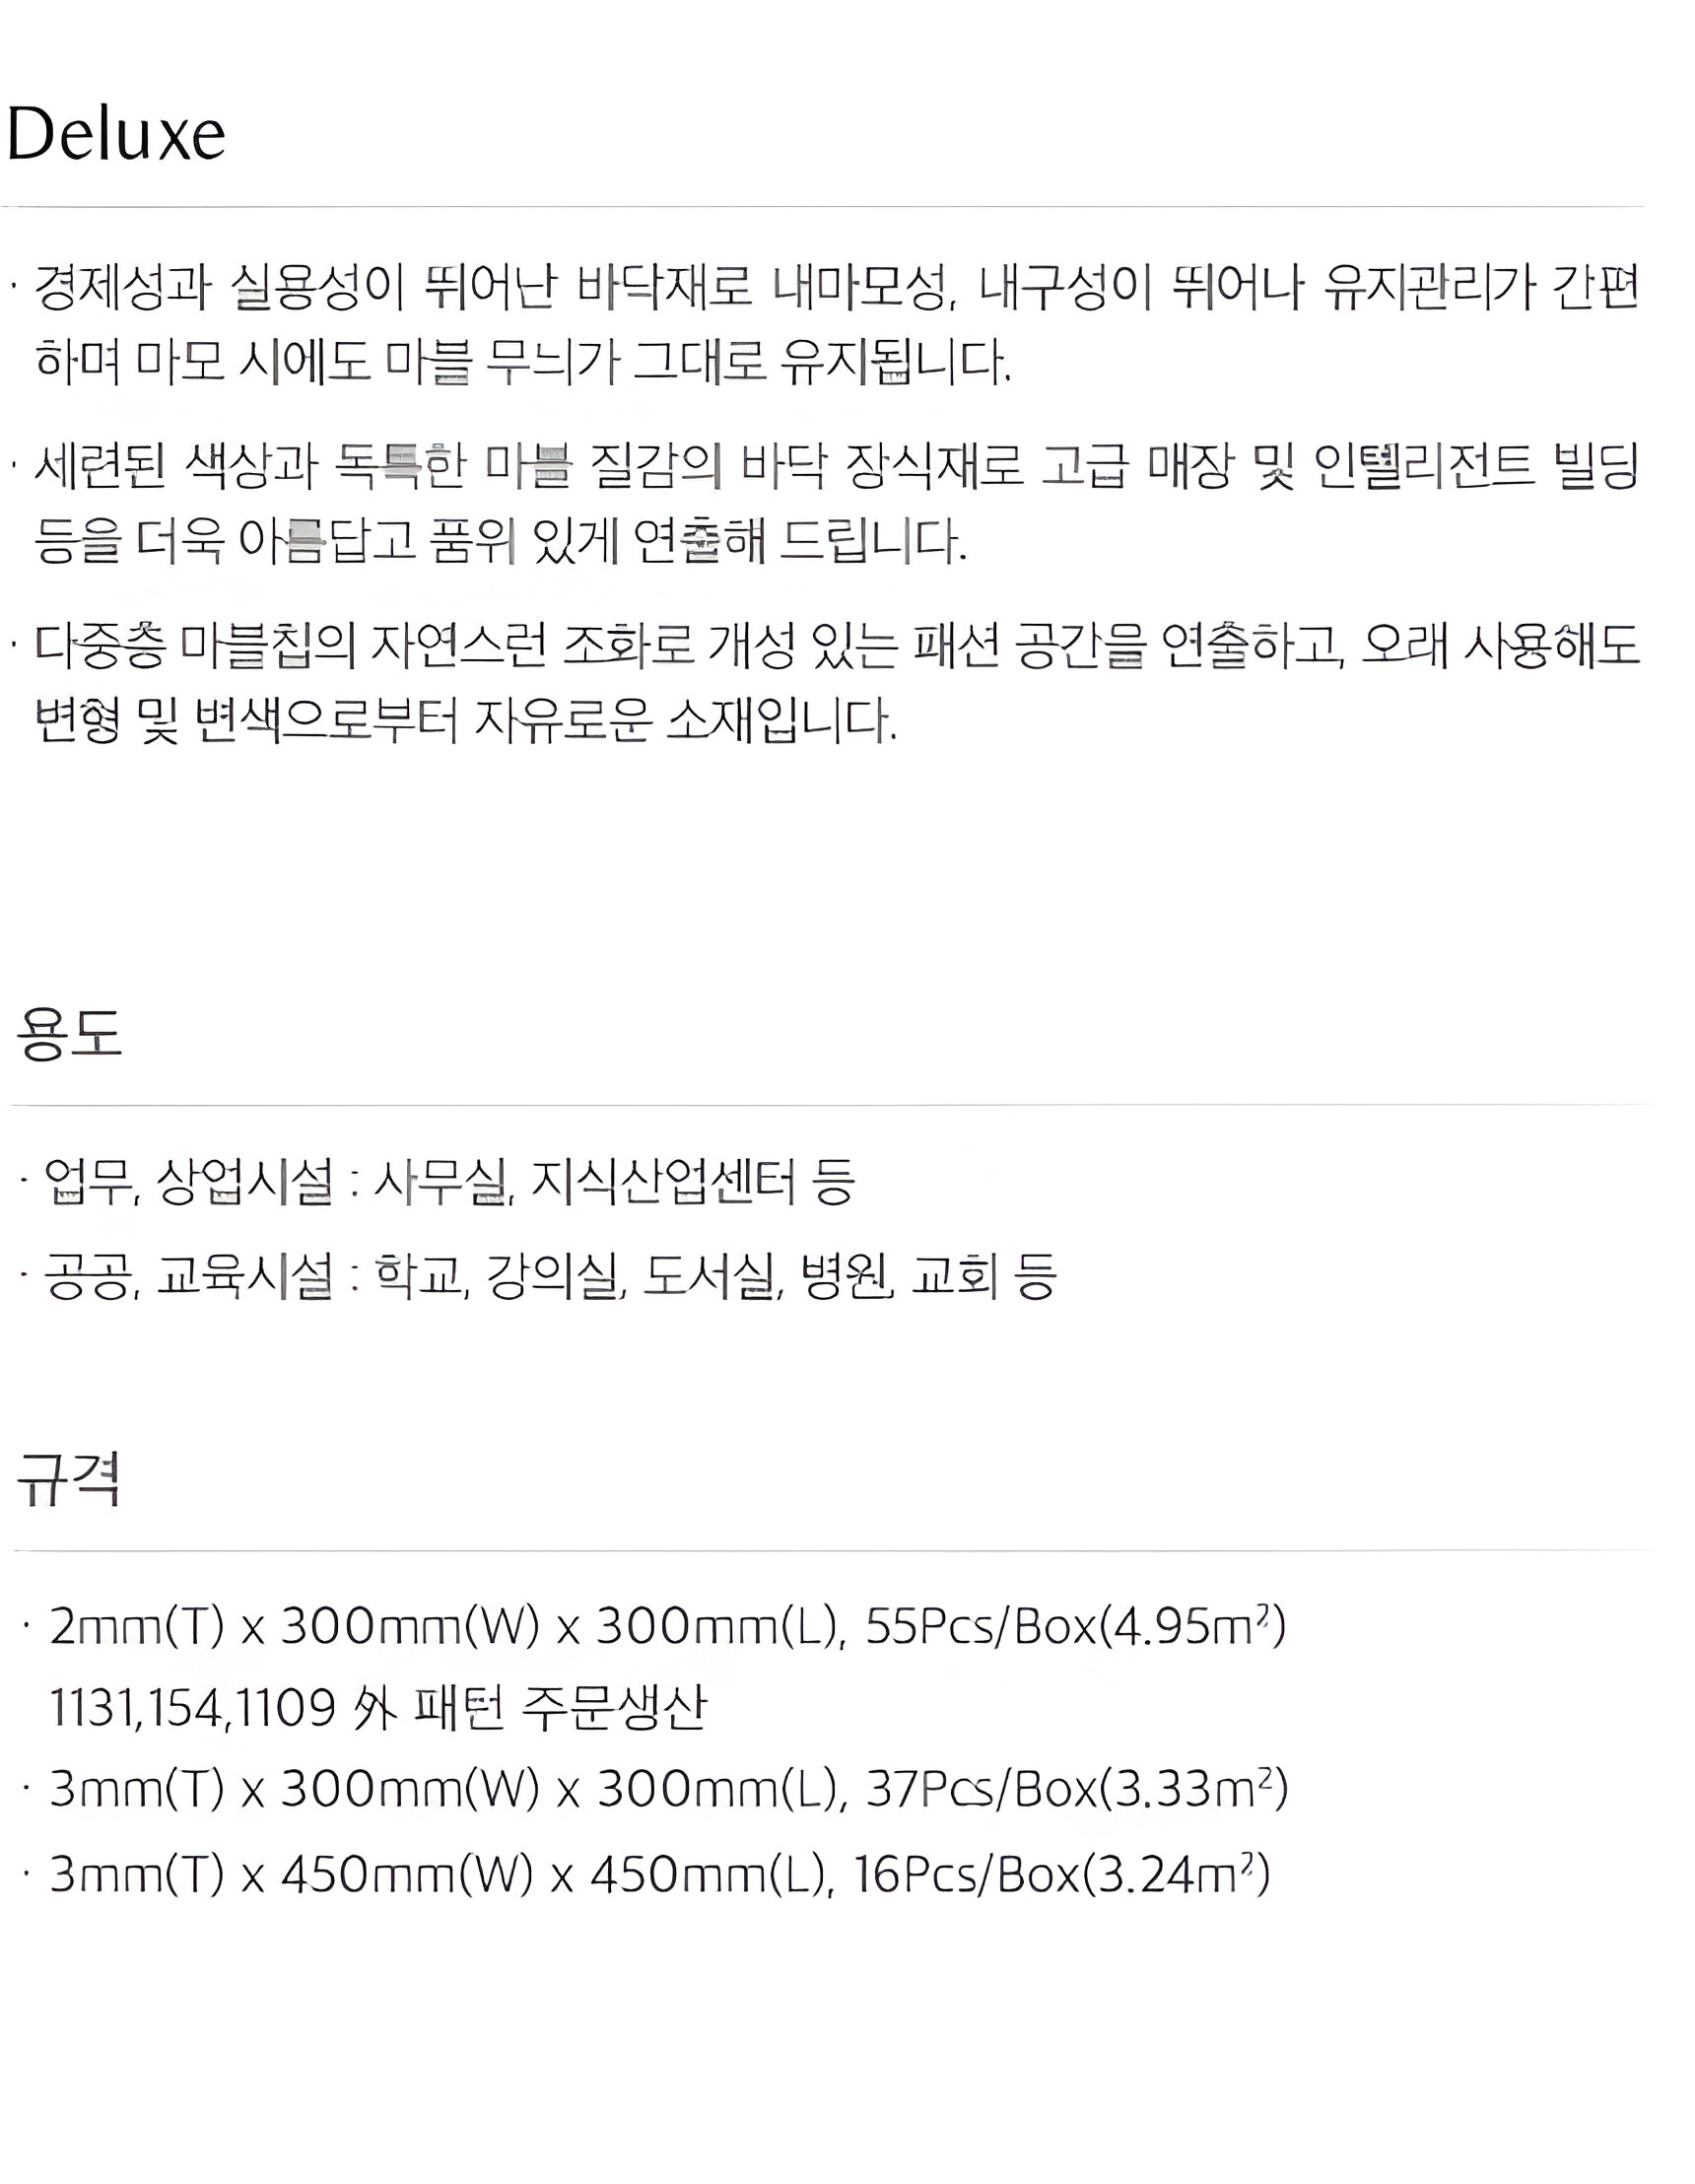 Deluxe
· 경제성과 실용성이 뛰어난 바닥재로 내마모성, 내구성이 뛰어나 유지관리가 간편
하며 마모 시에도 마블 무늬가 그대로 유지됩니다.
· 세련된 색상과 독특한 마블 질감의 바닥 장식재로 고급 매장 및 인텔리전트 빌딩
등을 더욱 아름답고 품위 있게 연출해 드립니다.
· 다중층 마블칩의 자연스런 조화로 개성 있는 패션 공간을 연출하고, 오래 사용해도
변형 및 변색으로부터 자유로운 소재입니다.
용도
· 업무, 상업시설 : 사무실, 지식산업센터 등
· 공공, 교육시설 : 학교, 강의실, 도서실, 병원, 교회 등
규격
· 2mm(T) x 300mm(W) x 300mm(L), 55Pcs/Box(4.95m²)
1131,154,1109 外 패턴 주문생산
· 3mm(T) x 300mm(W) x 300mm(L), 37Pcs/Box(3.33m²)
· 3mm(T) x 450mm(W) x 450mm(L), 16Pcs/Box(3.24m²)